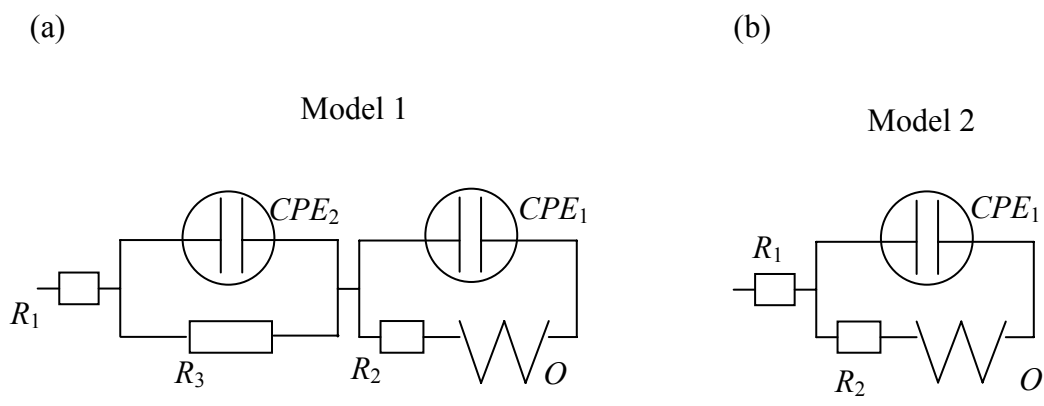 (a) (b)
Model 1
Model 2
CPE₂ CPE₁ CPE₁
R₁
R₁
R₃ R₂ O R₂ O